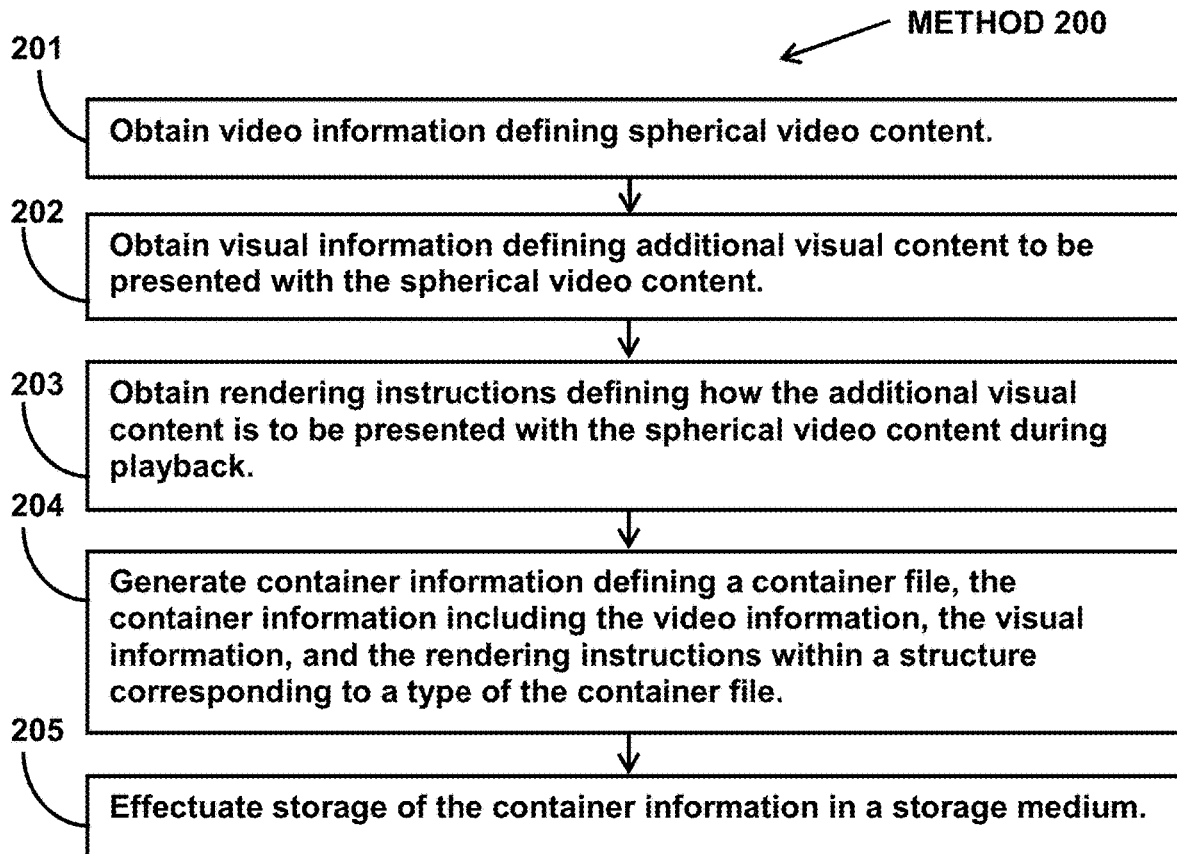 METHOD 200
201
Obtain video information defining spherical video content.
202
Obtain visual information defining additional visual content to be
presented with the spherical video content.
203
Obtain rendering instructions defining how the additional visual
content is to be presented with the spherical video content during
playback.
204
Generate container information defining a container file, the
container information including the video information, the visual
information, and the rendering instructions within a structure
corresponding to a type of the container file.
205
Effectuate storage of the container information in a storage medium.